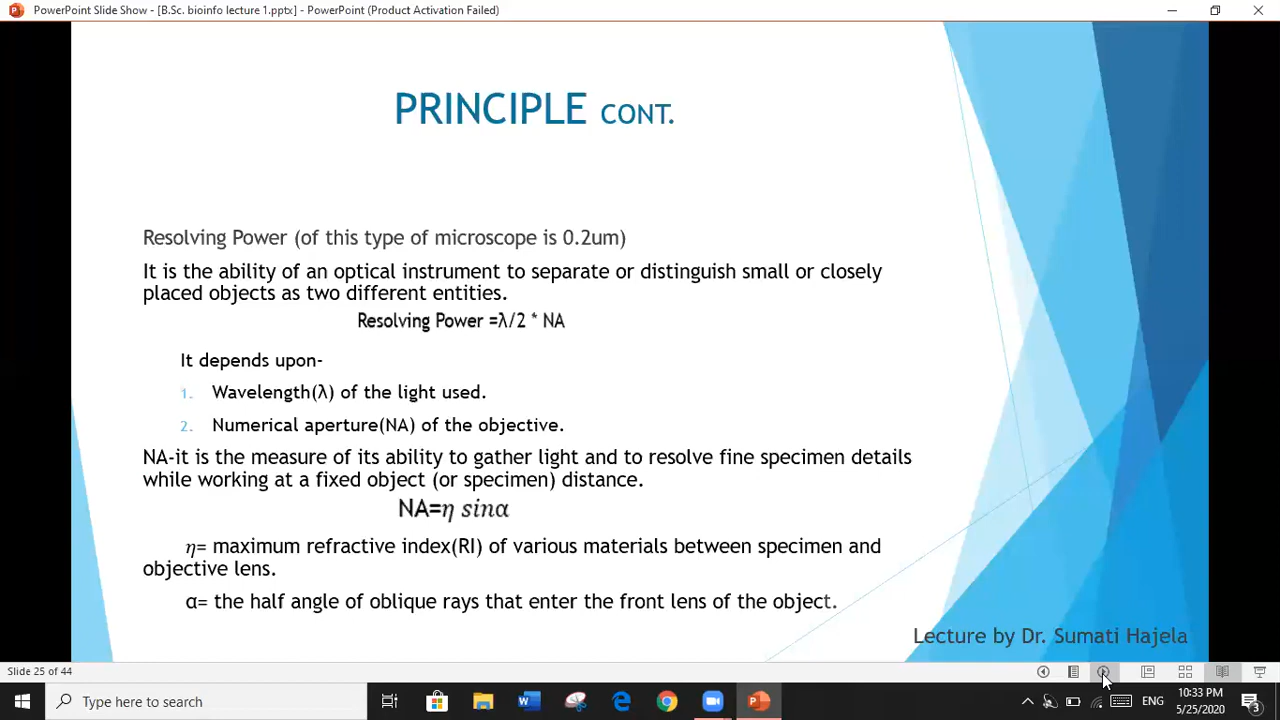 PowerPoint Slide Show - [B.Sc. bioinfo lecture 1.pptx] - PowerPoint (Product Activation Failed)
PRINCIPLE CONT.
Resolving Power (of this type of microscope is 0.2um)
It is the ability of an optical instrument to separate or distinguish small or closely
placed objects as two different entities.
Resolving Power =λ/2 * NA
It depends upon-
1. Wavelength(λ) of the light used.
2. Numerical aperture(NA) of the objective.
NA-it is the measure of its ability to gather light and to resolve fine specimen details
while working at a fixed object (or specimen) distance.
NA=η sinα
η= maximum refractive index(RI) of various materials between specimen and
objective lens.
α= the half angle of oblique rays that enter the front lens of the object.
Lecture by Dr. Sumati Hajela
Slide 25 of 44
Type here to search
ENG
10:33 PM
5/25/2020
3